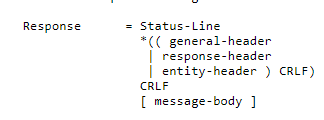 Response = Status-Line
*(( general-header
| response-header
| entity-header ) CRLF)
CRLF
[ message-body ]